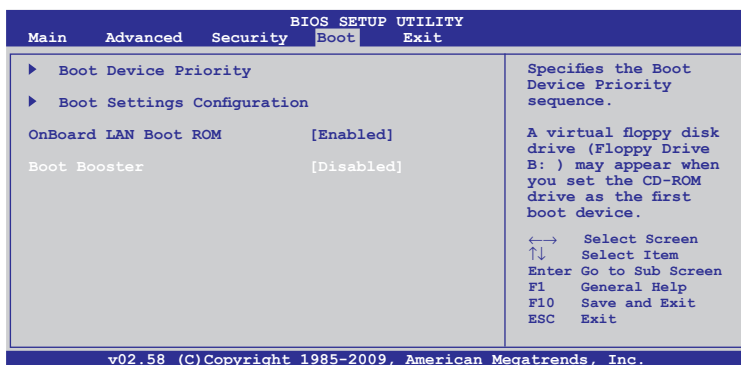 BIOS SETUP UTILITY
Main Advanced Security Boot Exit
Boot Device Priority
Boot Settings Configuration
OnBoard LAN Boot ROM [Enabled]
Boot Booster [Disabled]
Specifies the Boot
Device Priority
sequence.
A virtual floppy disk
drive (Floppy Drive
B: ) may appear when
you set the CD-ROM
drive as the first
boot device.
←→ Select Screen
↑↓ Select Item
Enter Go to Sub Screen
F1 General Help
F10 Save and Exit
ESC Exit
v02.58 (C)Copyright 1985-2009, American Megatrends, Inc.